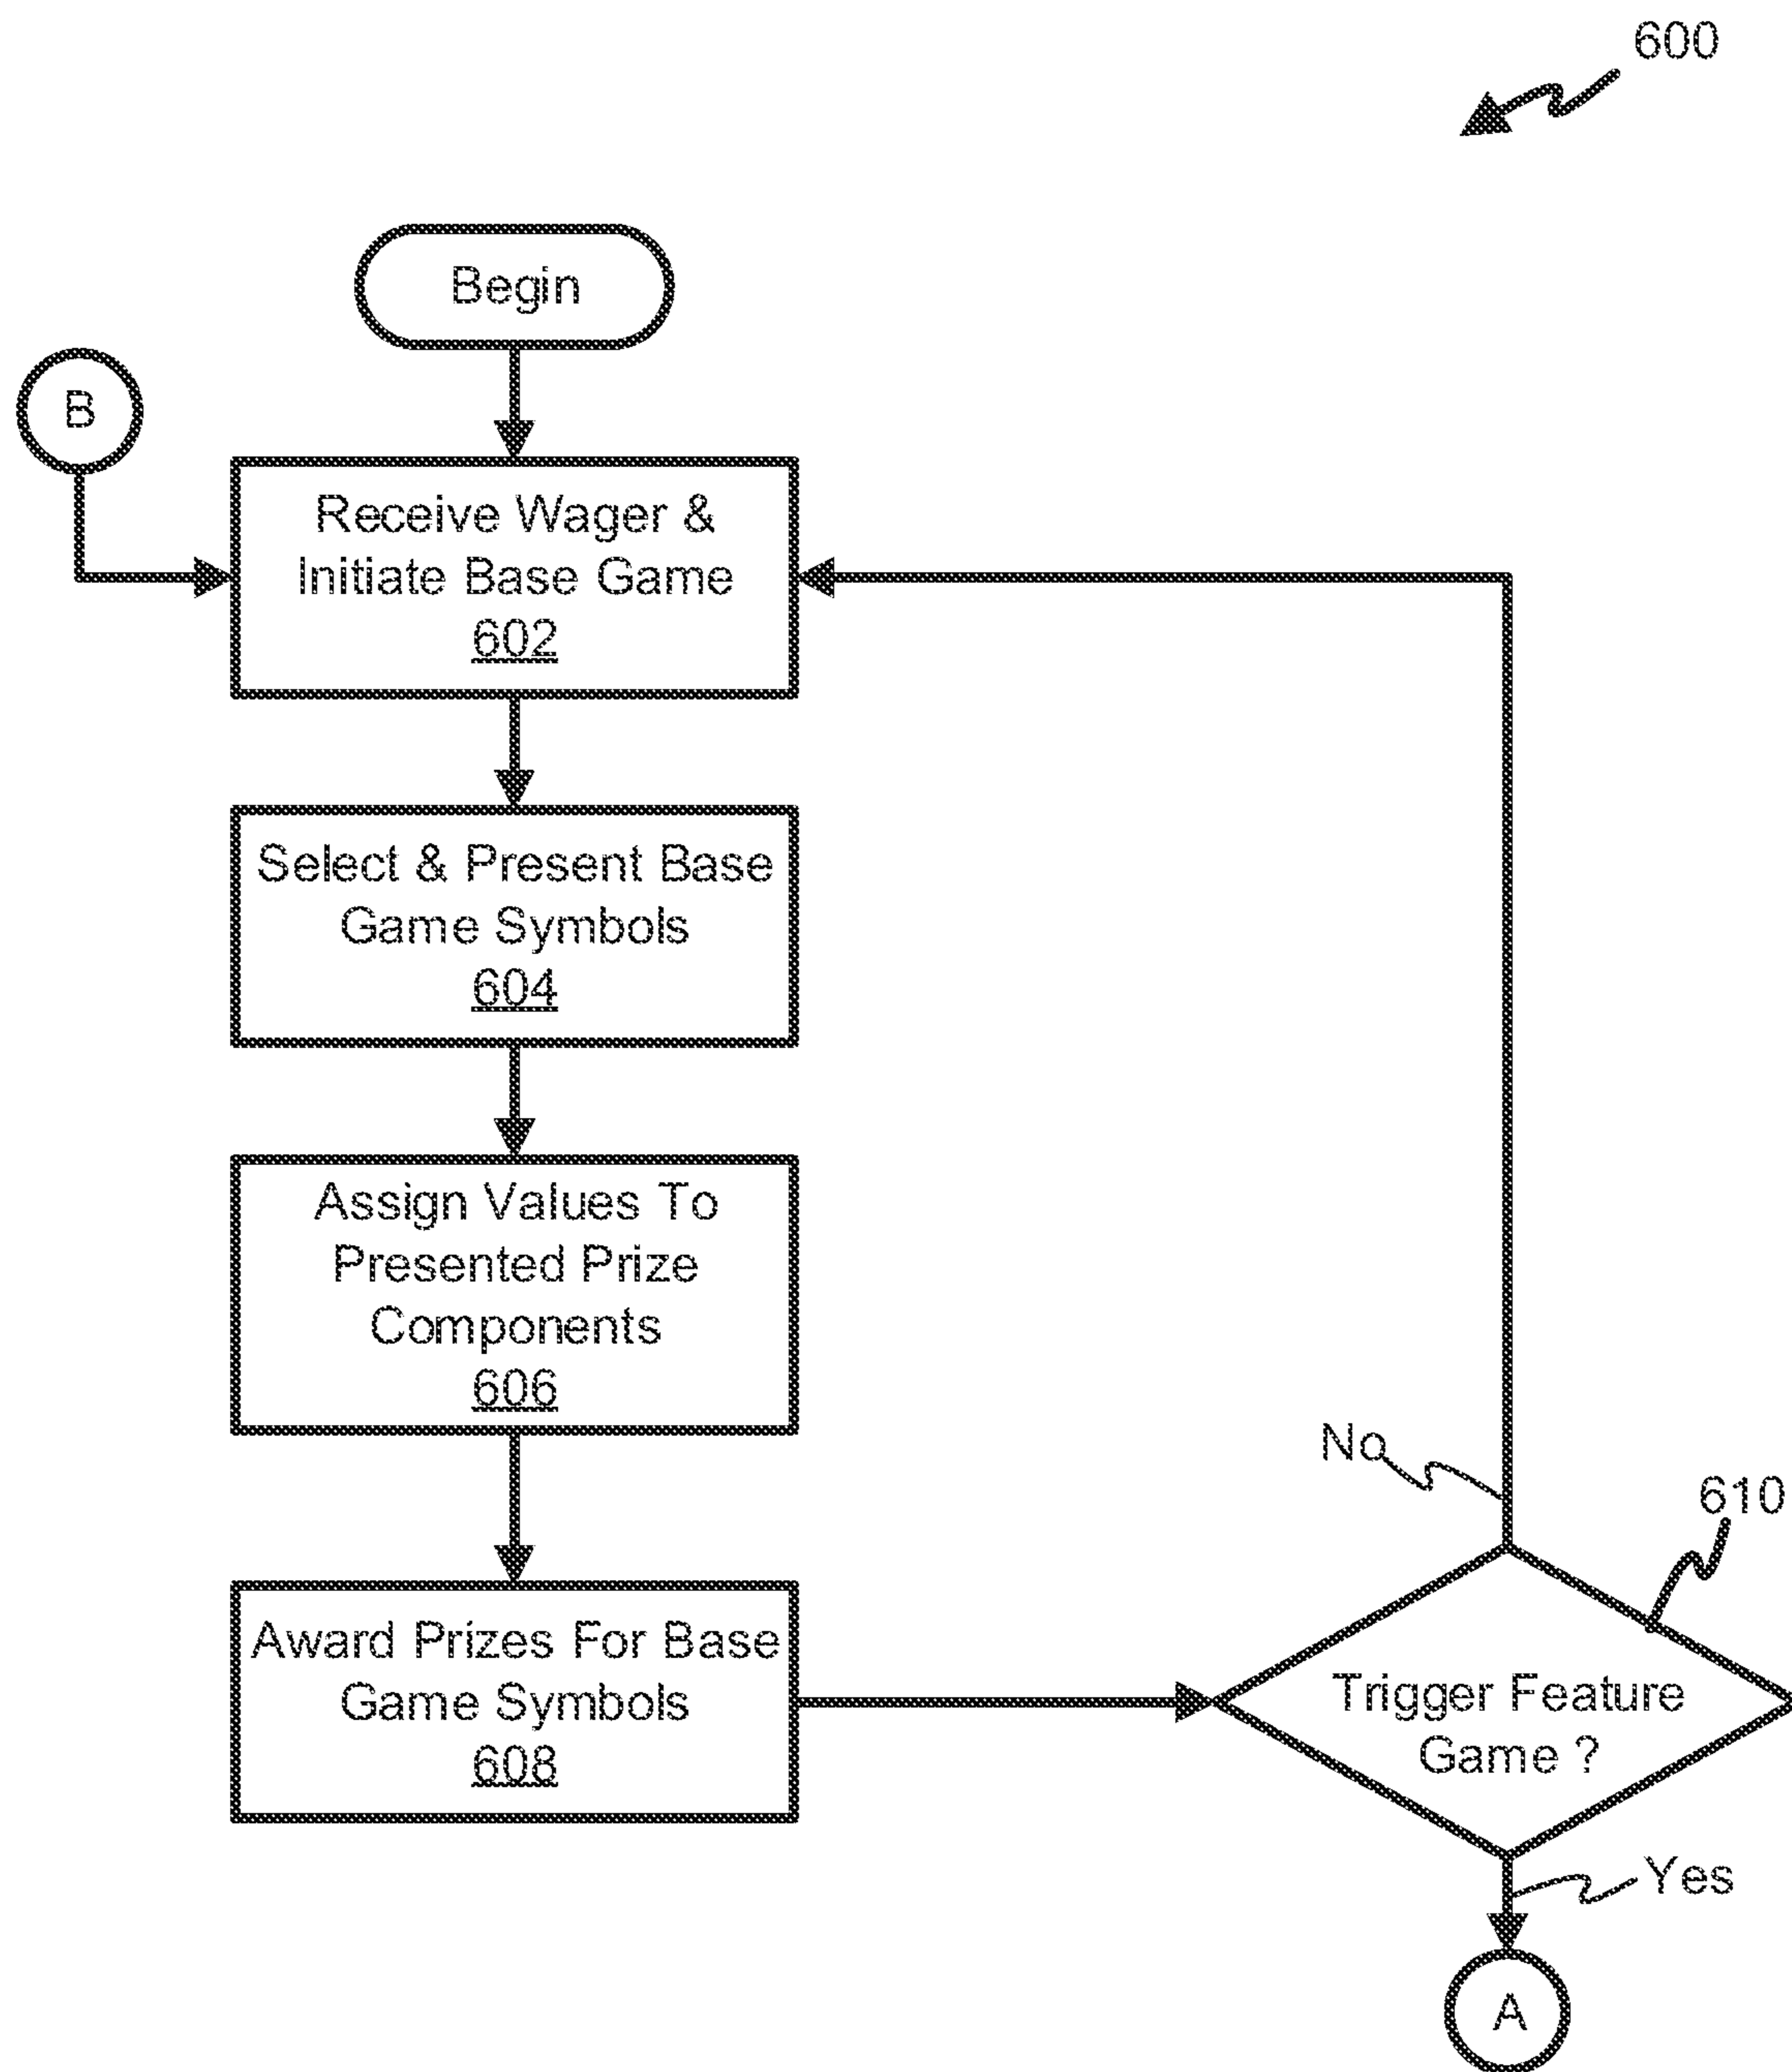 600
Begin
B
Receive Wager &
Initiate Base Game
602
Select & Present Base
Game Symbols
604
Assign Values To
Presented Prize
Components
606
No
610
Award Prizes For Base
Game Symbols
608
Trigger Feature
Game ?
Yes
A